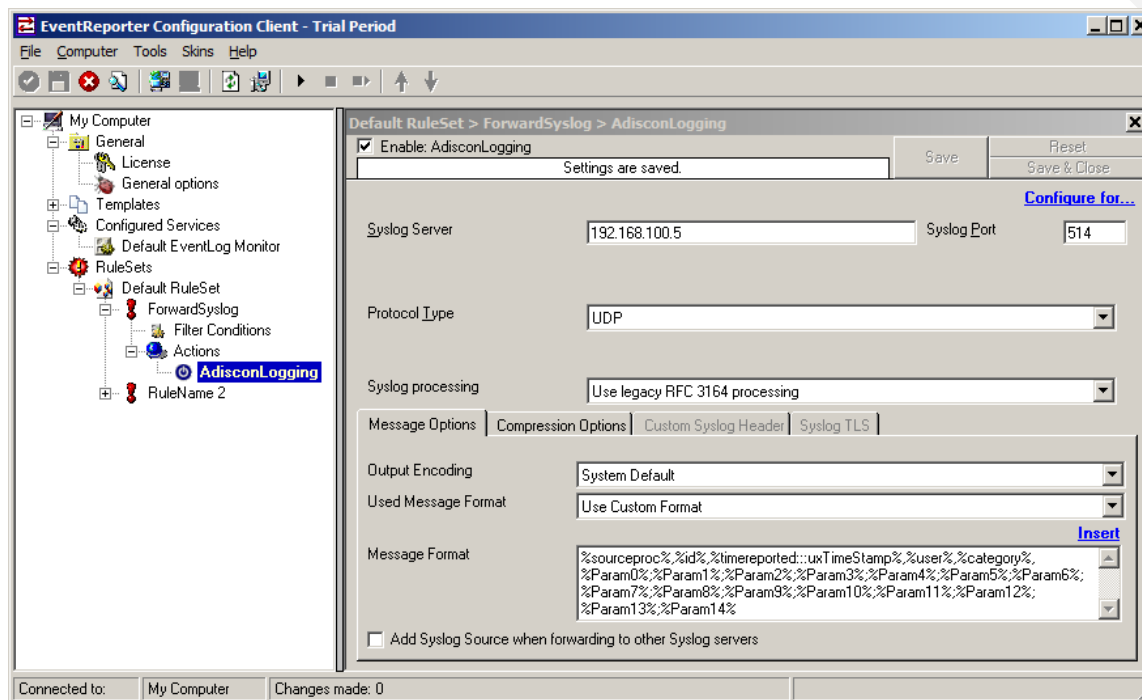 EventReporter Configuration Client - Trial Period
File Computer Tools Skins Help
My Computer
General
License
General options
Templates
Configured Services
Default EventLog Monitor
RuleSets
Default RuleSet
ForwardSyslog
Filter Conditions
Actions
AdisconLogging
RuleName 2
Default RuleSet > ForwardSyslog > AdisconLogging
Enable: AdisconLogging
Settings are saved.
Save
Reset
Save & Close
Configure for...
Syslog Server 192.168.100.5 Syslog Port 514
Protocol Type UDP
Syslog processing Use legacy RFC 3164 processing
Message Options Compression Options Custom Syslog Header Syslog TLS
Output Encoding System Default
Used Message Format Use Custom Format
Insert
Message Format %sourceproc%,%id%,%timereported:::uxTimeStamp%,%user%,%category%,
%Param0%;%Param1%;%Param2%;%Param3%;%Param4%;%Param5%;%Param6%;
%Param7%;%Param8%;%Param9%;%Param10%;%Param11%;%Param12%;
%Param13%;%Param14%
Add Syslog Source when forwarding to other Syslog servers
Connected to: My Computer Changes made: 0